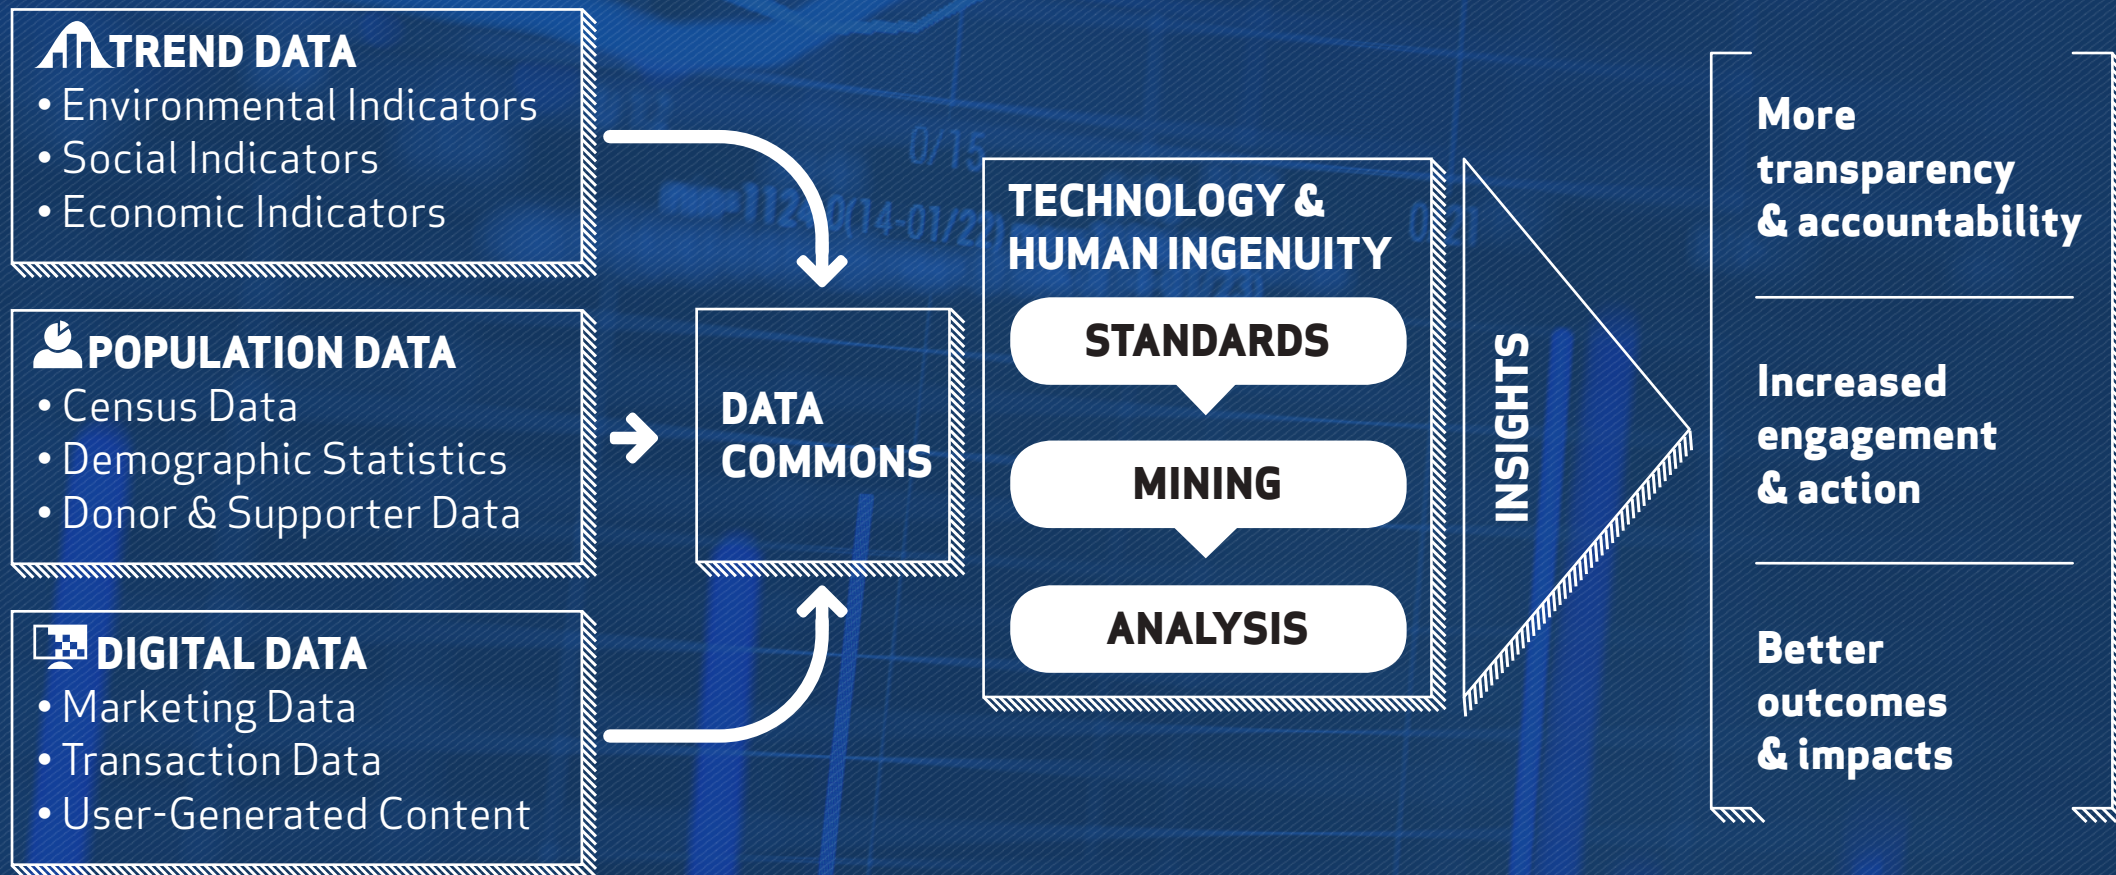 TREND DATA
• Environmental Indicators
• Social Indicators
• Economic Indicators
POPULATION DATA
• Census Data
• Demographic Statistics
• Donor & Supporter Data
DIGITAL DATA
• Marketing Data
• Transaction Data
• User-Generated Content
DATA
COMMONS
TECHNOLOGY &
HUMAN INGENUITY
STANDARDS
MINING
ANALYSIS
INSIGHTS
More
transparency
& accountability
Increased
engagement
& action
Better
outcomes
& impacts
0/15